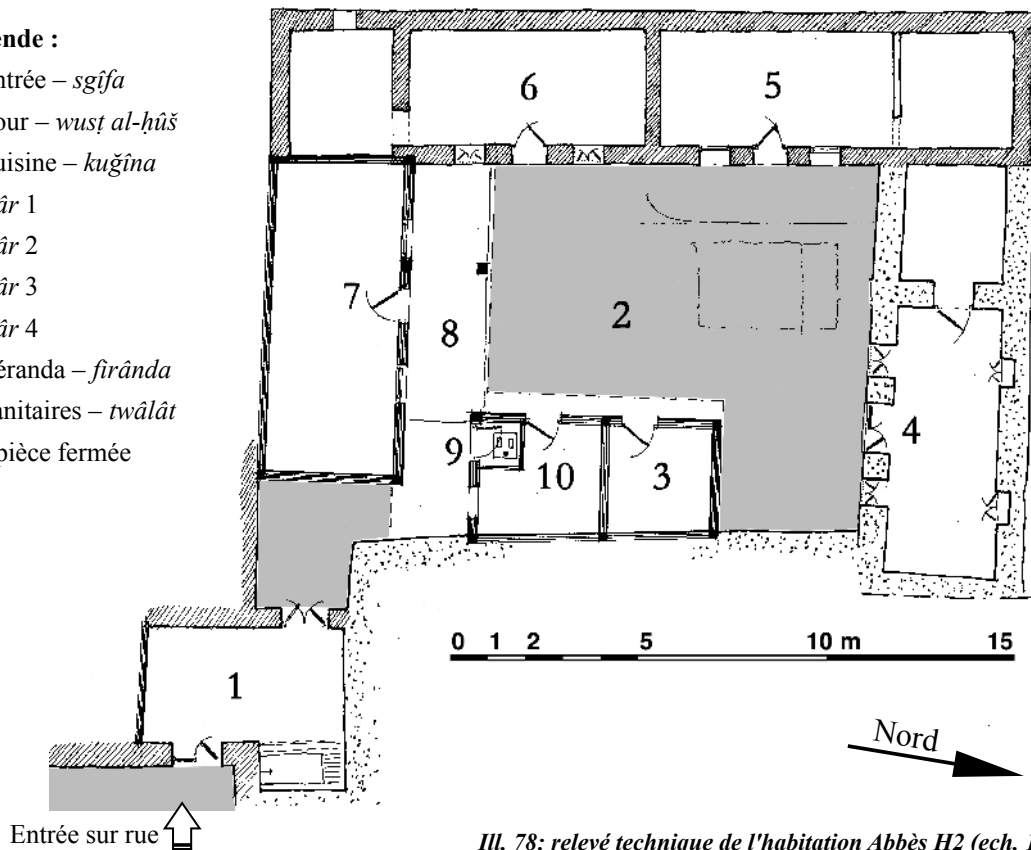 ende :
ntrée – sgîfa
our – wusṭ al-ḥûš
uisine – kuǧîna
âr 1
âr 2
âr 3
âr 4
éranda – firânda
anitaires – twâlât
pièce fermée
6
5
7
8
2
4
9
10
3
1
0 1 2 5 10 m 15
Nord
Entrée sur rue
Ill. 78: relevé technique de l'habitation Abbès H2 (ech. 1